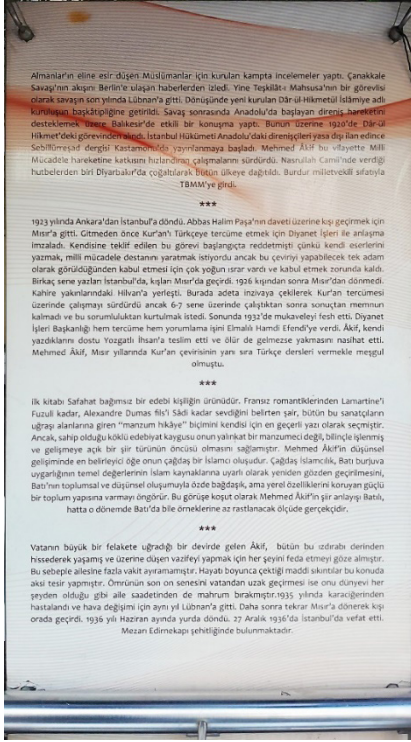 Almanlar'ın eline esir düşen Müslümanlar için kurulan kampta incelemeler yaptı. Çanakkale
Savaşı'nın akışını Berlin'e ulaşan haberlerden izledi. Yine Teşkilât-ı Mahsusa'nın bir görevlisi
olarak savaşın son yılında Lübnan'a gitti. Dönüşünde yeni kurulan Dâr-ül-Hikmetül İslâmiye adlı
kuruluşun başkâtipliğine getirildi. Savaş sonrasında Anadolu'da başlayan direniş hareketini
desteklemek üzere Balıkesir'de etkili bir konuşma yaptı. Bunun üzerine 1920'de Dâr-ül
Hikmet'deki görevinden alındı. İstanbul Hükümeti Anadolu'daki direnişçileri yasa dışı ilan edince
Sebillürreşad dergisi Kastamonu'da yayınlanmaya başladı. Mehmed Âkif bu vilayette Milli
Mücadele hareketine katkısını hızlandıran çalışmalarını sürdürdü. Nasrullah Camii'nde verdiği
hutbelerden biri Diyarbakır'da çoğaltılarak bütün ülkeye dağıtıldı. Burdur milletvekili sıfatıyla
TBMM'ye girdi.
***
1923 yılında Ankara'dan İstanbul'a döndü. Abbas Halim Paşa'nın daveti üzerine kışı geçirmek için
Mısır'a gitti. Gitmeden önce Kur'an'ı Türkçeye tercüme etmek için Diyanet İşleri ile anlaşma
imzaladı. Kendisine teklif edilen bu görevi başlangıçta reddetmişti çünkü kendi eserlerini
yazmak, milli mücadele destanını yaratmak istiyordu ancak bu çeviriyi yapabilecek tek adam
olarak görüldüğünden kabul etmesi için çok yoğun ısrar vardı ve kabul etmek zorunda kaldı.
Birkaç sene yazları İstanbul'da, kışları Mısır'da geçirdi. 1926 kışından sonra Mısır'dan dönmedi.
Kahire yakınlarındaki Hilvan'a yerleşti. Burada adeta inzivaya çekilerek Kur'an tercümesi
üzerinde çalışmayı sürdürdü ancak 6-7 sene üzerinde çalıştıktan sonra sonuçtan memnun
kalmadı ve bu sorumluluktan kurtulmak istedi. Sonunda 1932'de mukaveleyi fesh etti. Diyanet
İşleri Başkanlığı hem tercüme hem yorumlama işini Elmalılı Hamdi Efendi'ye verdi. Âkif, kendi
yazdıklarını dostu Yozgatlı İhsan'a teslim etti ve ölür de gelmezse yakmasını nasihat etti.
Mehmed Âkif, Mısır yıllarında Kur'an çevirisinin yanı sıra Türkçe dersleri vermekle meşgul
olmuştu.
***
İlk kitabı Safahat bağımsız bir edebi kişiliğin ürünüdür. Fransız romantiklerinden Lamartine'i
Fuzuli kadar, Alexandre Dumas fils'i Sâdi kadar sevdiğini belirten şair, bütün bu sanatçıların
uğraşı alanlarına giren "manzum hikâye" biçimini kendisi için en geçerli yazı olarak seçmiştir.
Ancak, sahip olduğu köklü edebiyat kaygusu onun yalınkat bir manzumeci değil, bilinçle işlenmiş
ve gelişmeye açık bir şiir türünün öncüsü olmasını sağlamıştır. Mehmed Âkif'in düşünsel
gelişiminde en belirleyici öğe onun çağdaş bir İslamcı oluşudur. Çağdaş İslamcılık, Batı burjuva
uygarlığının temel değerlerinin İslam kaynaklarına uyarlı olarak yeniden gözden geçirilmesini,
Batı'nın toplumsal ve düşünsel oluşumuyla özde bağdaşık, ama yerel özelliklerini koruyan güçlü
bir toplum yapısına varmayı öngörür. Bu görüşe koşut olarak Mehmed Âkif'in şiir anlayışı Batılı,
hatta o dönemde Batı'da bile örneklerine az rastlanacak ölçüde gerçekçidir.
***
Vatanın büyük bir felakete uğradığı bir devirde gelen Âkif, bütün bu ızdırabı derinden
hissederek yaşamış ve üzerine düşen vazifeyi yapmak için her şeyini feda etmeyi göze almıştır.
Bu sebeple ailesine fazla vakit ayıramamıştır. Hayatı boyunca çektiği maddi sıkıntılar bu konuda
aksi tesir yapmıştır. Ömrünün son on senesini vatandan uzak geçirmesi ise onu dünyevi her
şeyden olduğu gibi aile saadetinden de mahrum bırakmıştır.1935 yılında karaciğerinden
hastalandı ve hava değişimi için aynı yıl Lübnan'a gitti. Daha sonra tekrar Mısır'a dönerek kışı
orada geçirdi. 1936 yılı Haziran ayında yurda döndü. 27 Aralık 1936'da İstanbul'da vefat etti.
Mezarı Edirnekapı şehitliğinde bulunmaktadır.